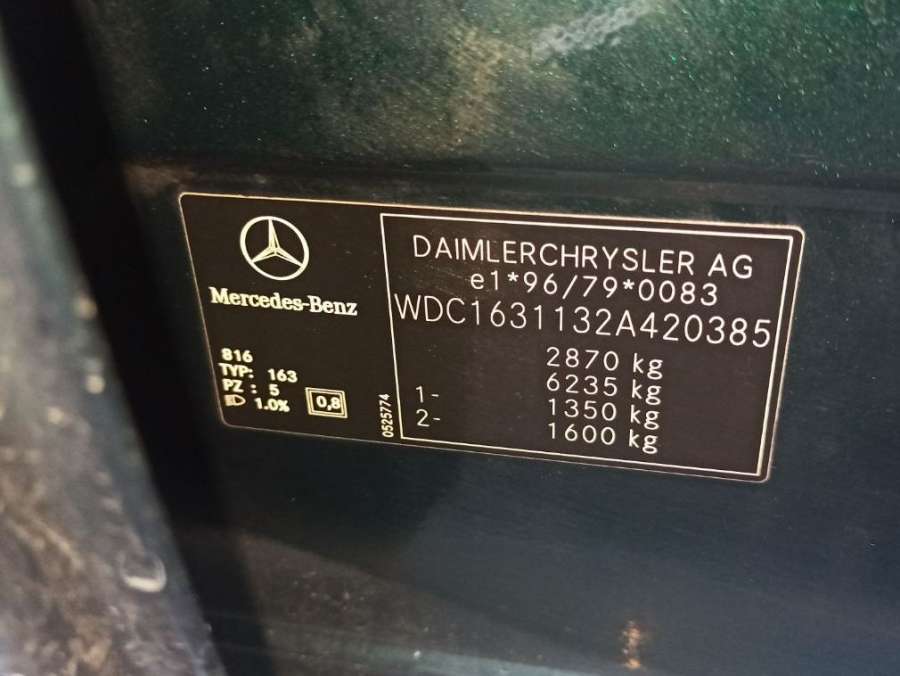 Mercedes-Benz
816
TYP: 163
PZ : 5
1.0%
0,8
0525774
DAIMLERCHRYSLER AG
e1*96/79*0083
WDC1631132A420385
2870 kg
6235 kg
1- 1350 kg
2- 1600 kg